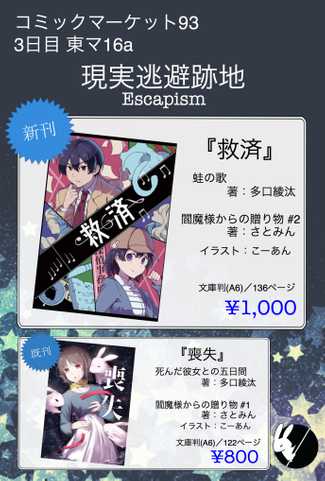 コミックマーケット93
3日目 東マ16a
現実逃避跡地
Escapism
新刊
救済
『救済』
蛙の歌
著：多口綾汰
閻魔様からの贈り物 #2
著：さとみん
イラスト：こーあん
文庫判(A6)／136ページ
¥1,000
既刊
喪失
『喪失』
死んだ彼女との五日間
著：多口綾汰
閻魔様からの贈り物 #1
著：さとみん
イラスト：こーあん
文庫判(A6)／122ページ
¥800